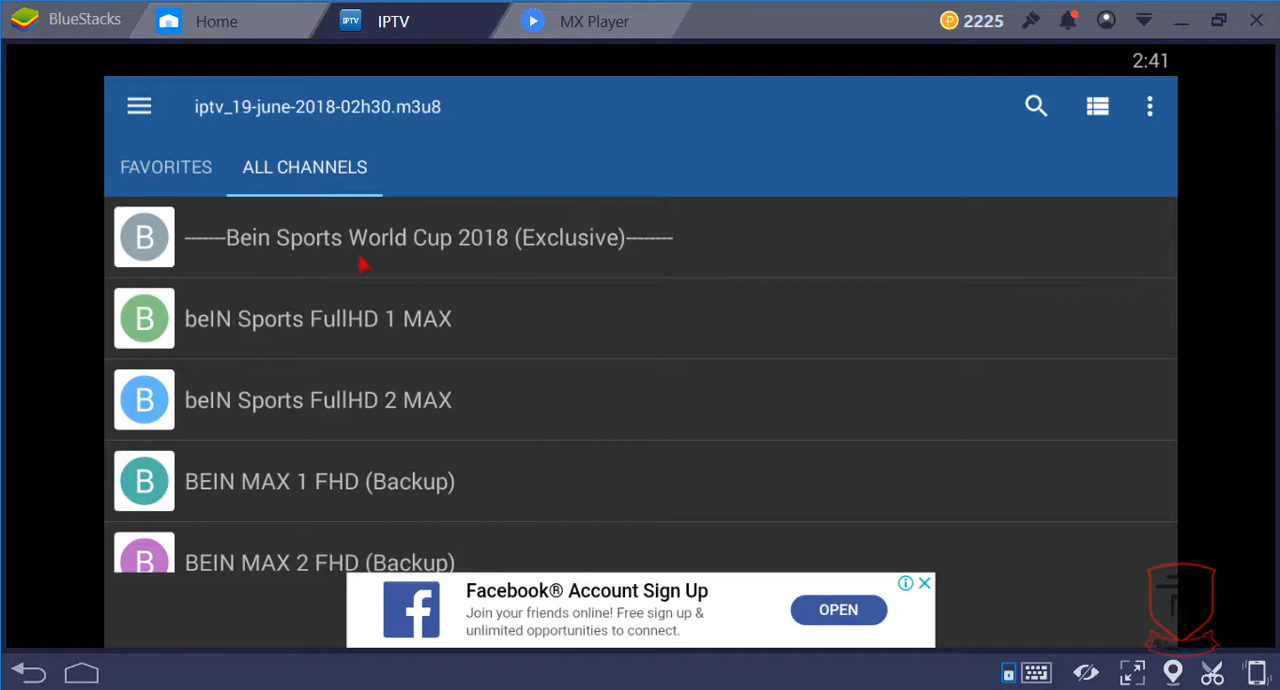 BlueStacks
Home
IPTV
IPTV
MX Player
P 2225
2:41
iptv_19-june-2018-02h30.m3u8
FAVORITES
ALL CHANNELS
B
-------Bein Sports World Cup 2018 (Exclusive)--------
B
beIN Sports FullHD 1 MAX
B
beIN Sports FullHD 2 MAX
B
BEIN MAX 1 FHD (Backup)
B
BEIN MAX 2 FHD (Backup)
f
Facebook® Account Sign Up
Join your friends online! Free sign up &
unlimited opportunities to connect.
OPEN